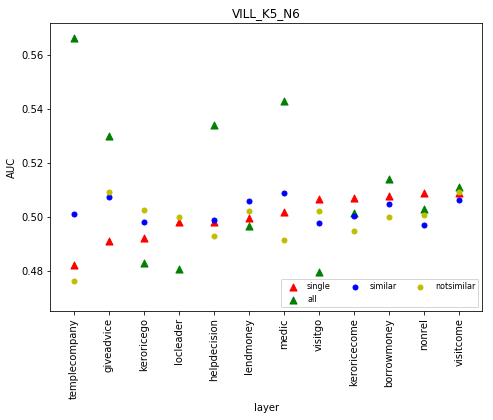 VILL_K5_N6
AUC
0.56
0.54
0.52
0.50
0.48
single
all
similar
notsimilar
templecompany
giveadvice
keroricego
locleader
helpdecision
lendmoney
medic
visitgo
keroricecome
borrowmoney
nonrel
visitcome
layer